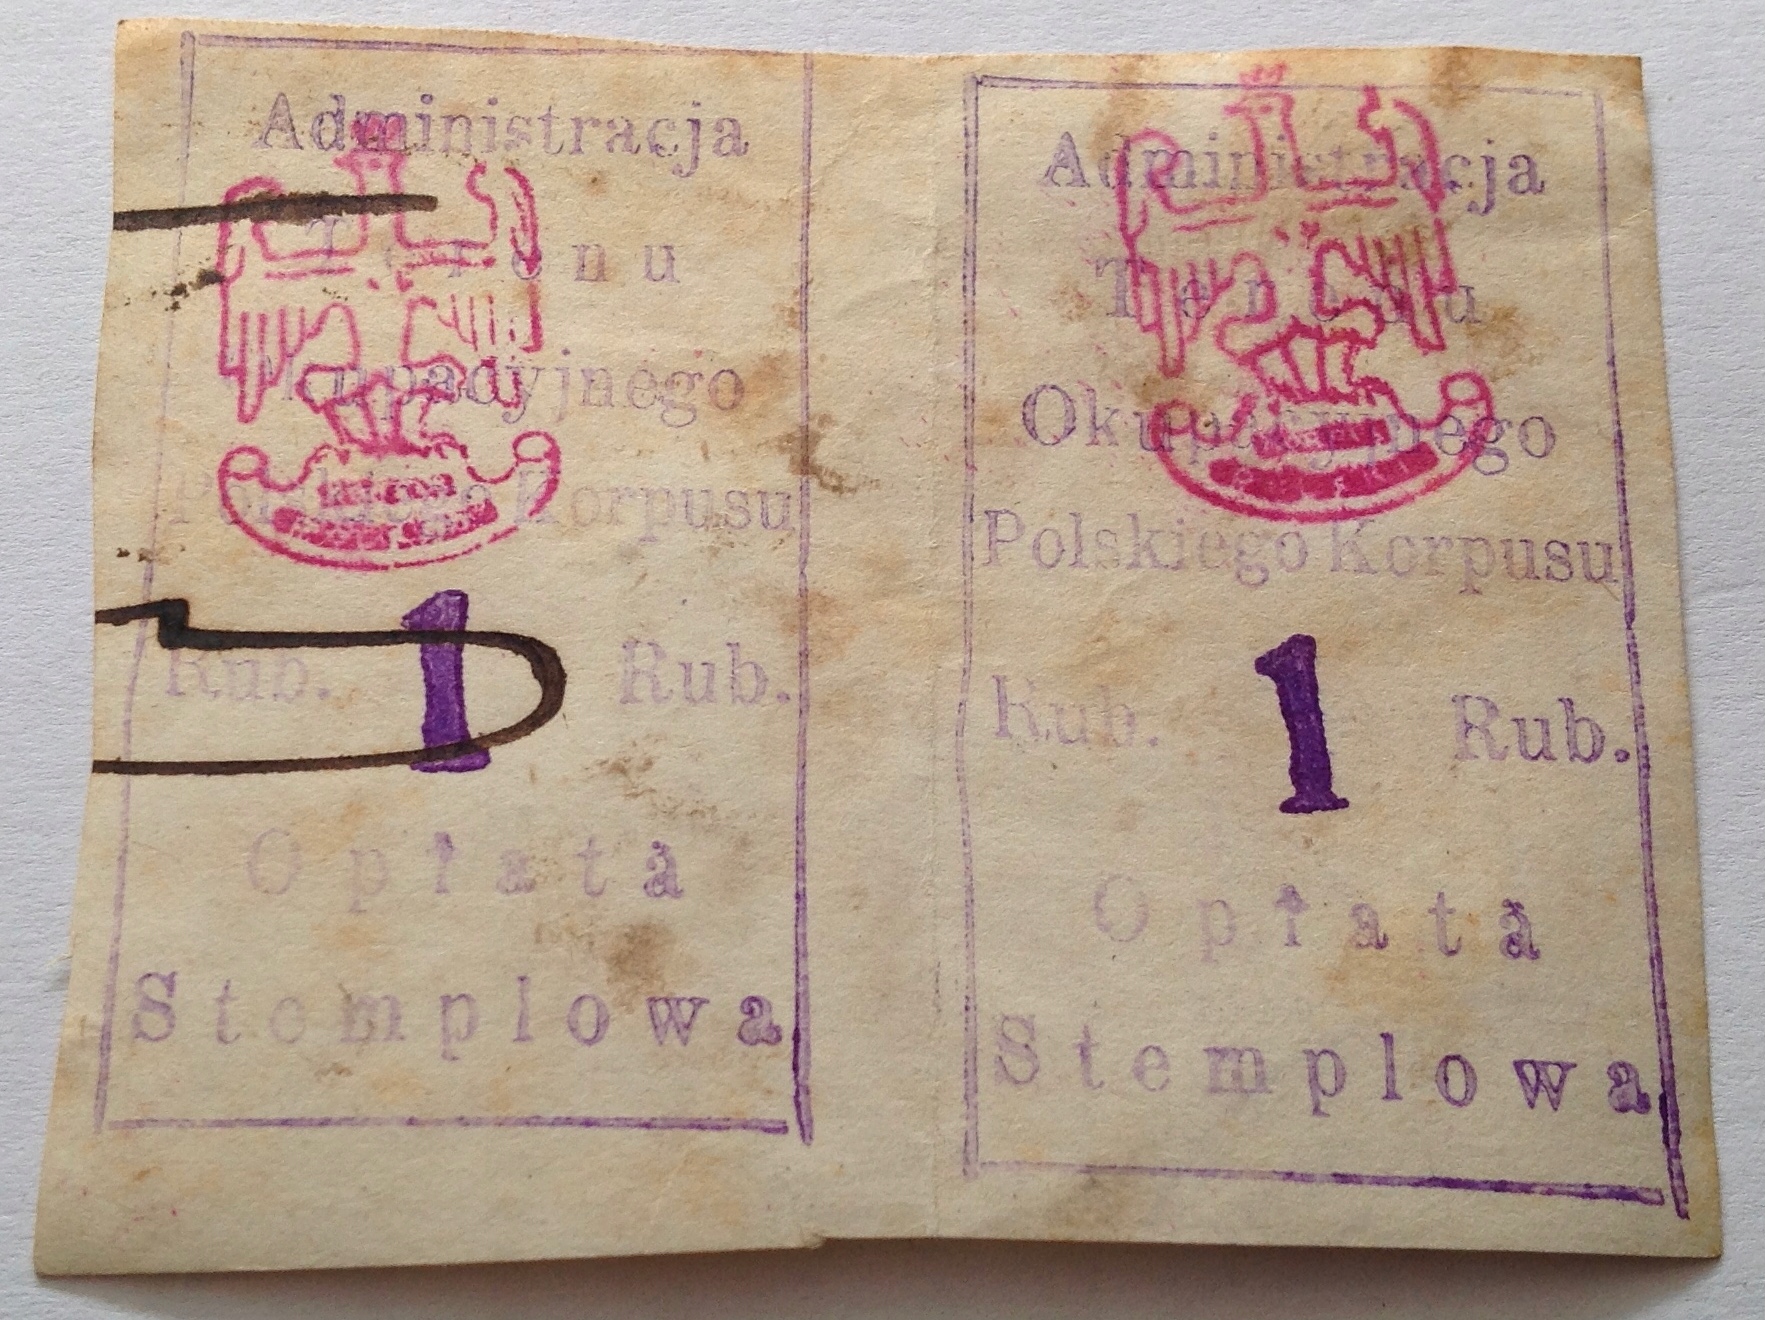 Administracja
Terenu
kupacyjnego
Polskiego Korpusu
Rub. 1 Rub.
Opłata
Stemplowa
Administracja
Terenu
Okupacyjnego
Polskiego Korpusu
Rub. 1 Rub.
Opłata
Stemplowa